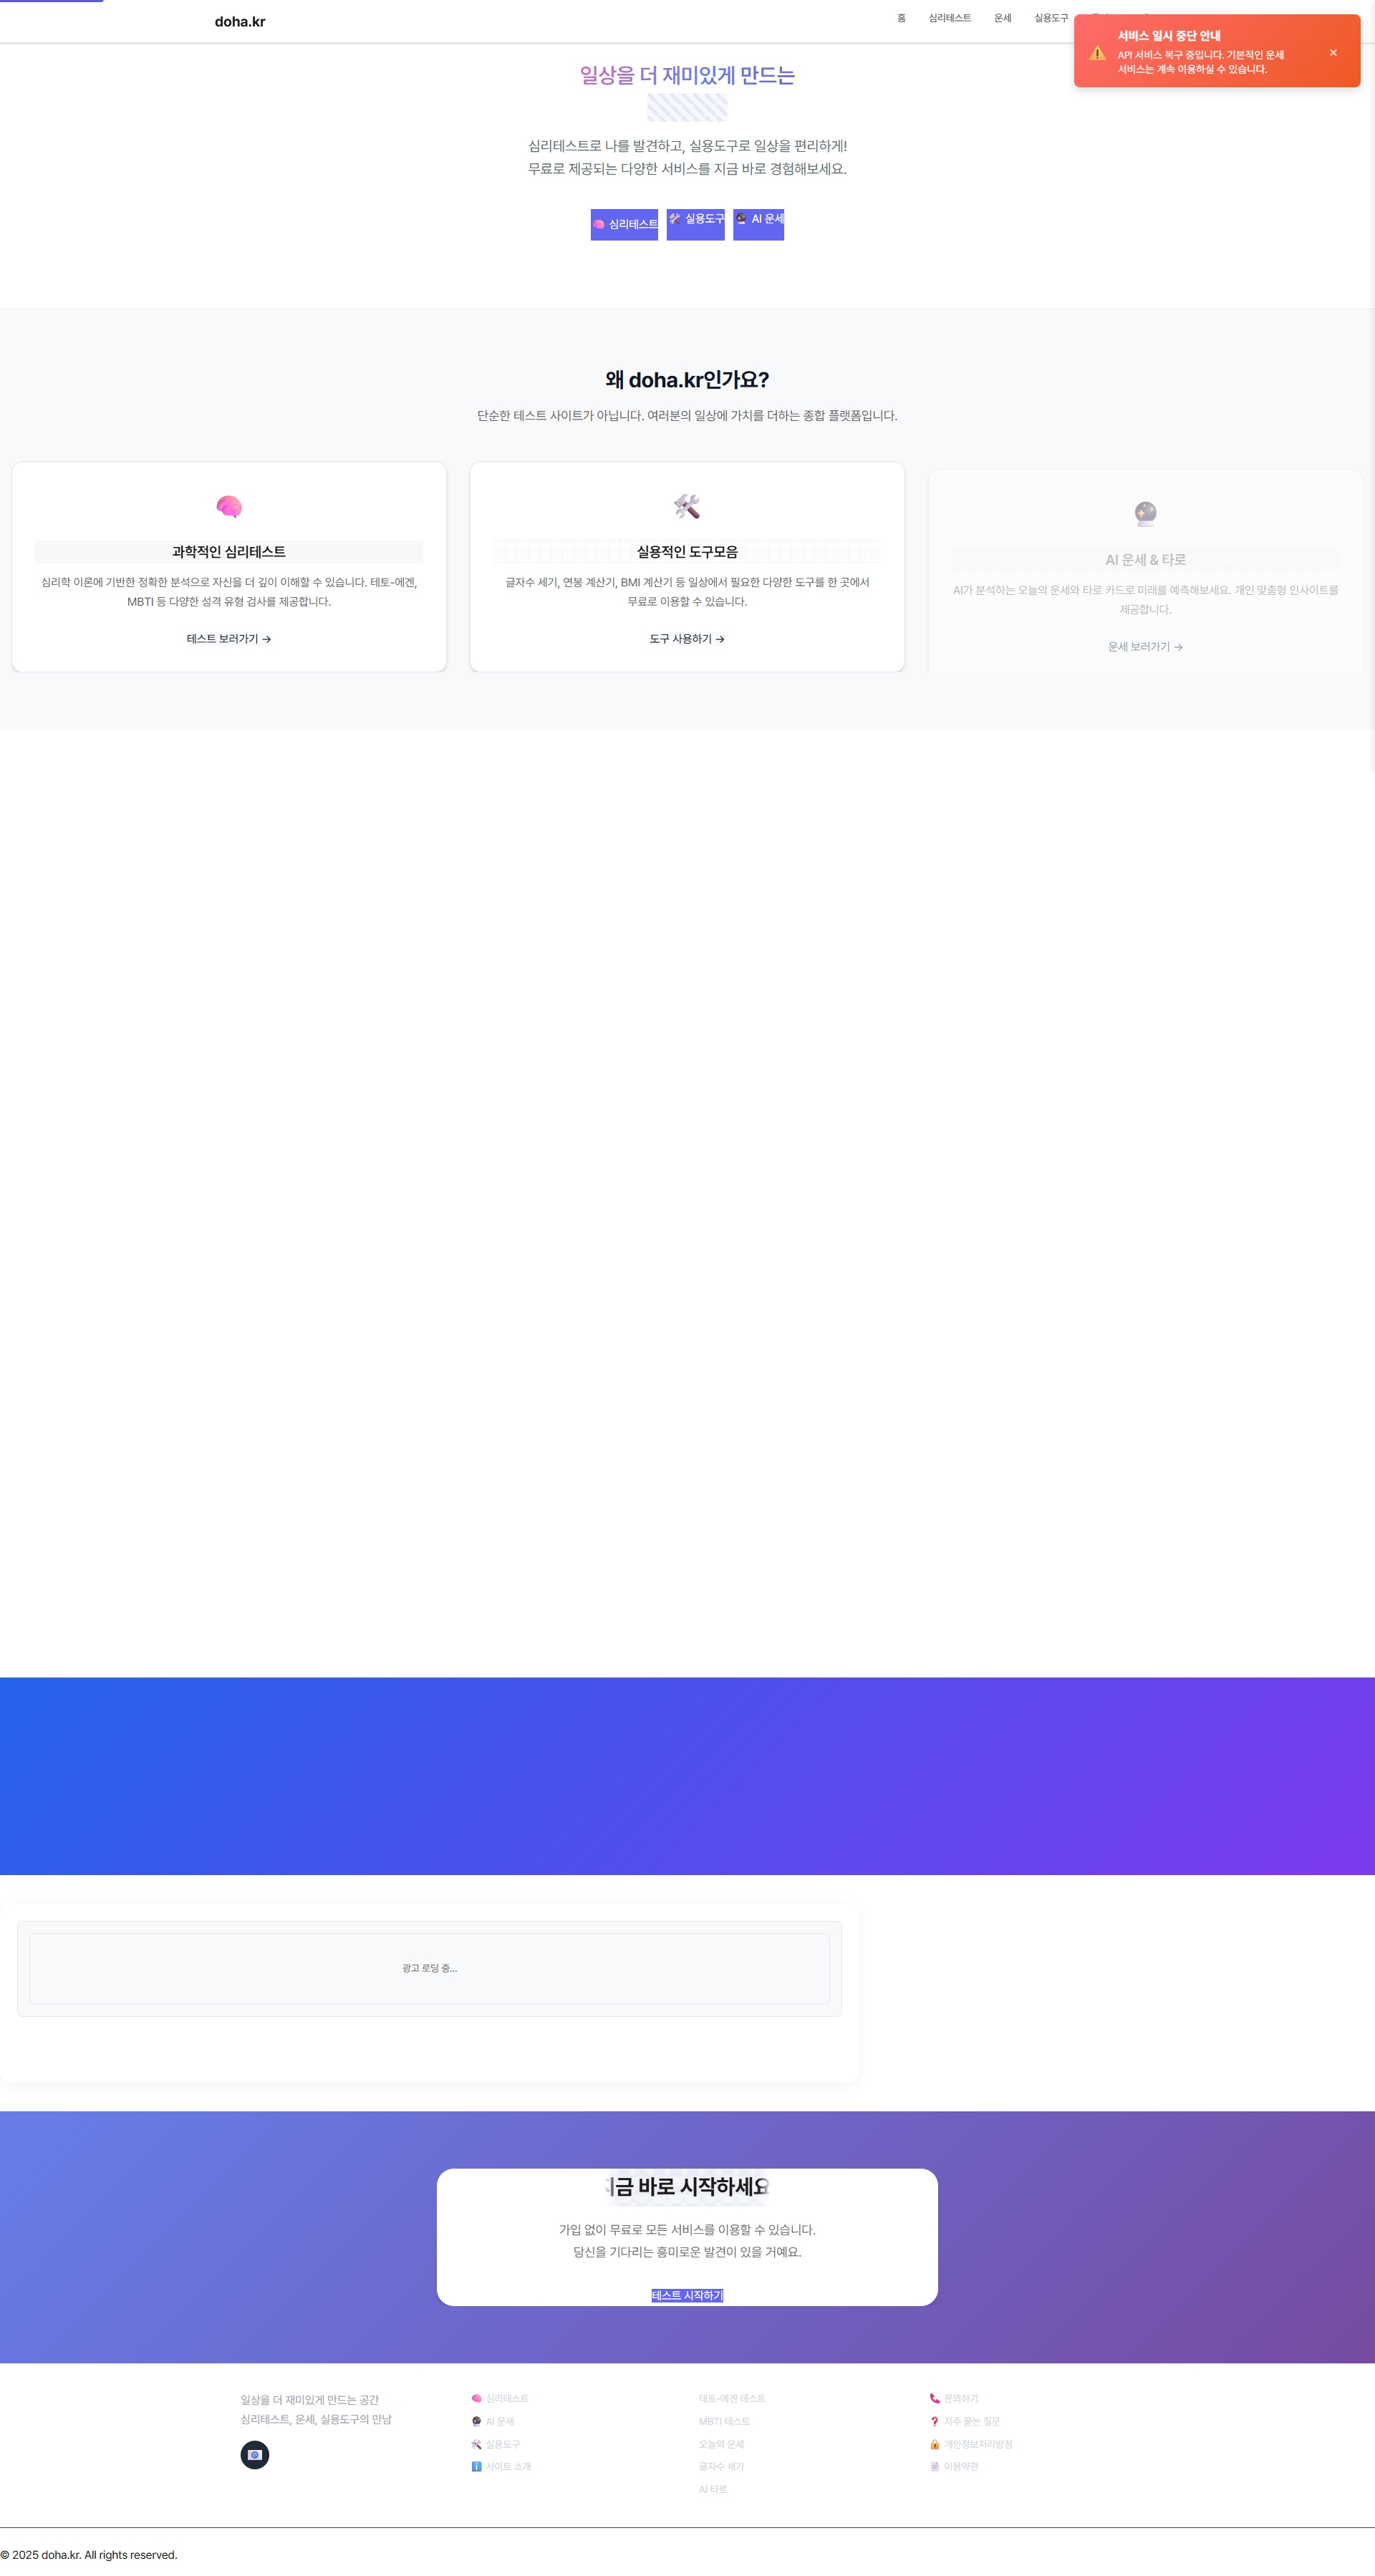 doha.kr
홈
심리테스트
운세
실용도구
서비스 일시 중단 안내
API 서비스 복구 중입니다. 기본적인 운세
서비스는 계속 이용하실 수 있습니다.
×
일상을 더 재미있게 만드는
심리테스트로 나를 발견하고, 실용도구로 일상을 편리하게!
무료로 제공되는 다양한 서비스를 지금 바로 경험해보세요.
심리테스트
실용도구
AI 운세
왜 doha.kr인가요?
단순한 테스트 사이트가 아닙니다. 여러분의 일상에 가치를 더하는 종합 플랫폼입니다.
과학적인 심리테스트
심리학 이론에 기반한 정확한 분석으로 자신을 더 깊이 이해할 수 있습니다. 테토-에겐,
MBTI 등 다양한 성격 유형 검사를 제공합니다.
테스트 보러가기 →
실용적인 도구모음
글자수 세기, 연봉 계산기, BMI 계산기 등 일상에서 필요한 다양한 도구를 한 곳에서
무료로 이용할 수 있습니다.
도구 사용하기 →
AI 운세 & 타로
AI가 분석하는 오늘의 운세와 타로 카드로 미래를 예측해보세요. 개인 맞춤형 인사이트를
제공합니다.
운세 보러가기 →
광고 로딩 중...
지금 바로 시작하세요
가입 없이 무료로 모든 서비스를 이용할 수 있습니다.
당신을 기다리는 흥미로운 발견이 있을 거예요.
테스트 시작하기
일상을 더 재미있게 만드는 공간
심리테스트, 운세, 실용도구의 만남
심리테스트
AI 운세
실용도구
사이트 소개
테토-에겐 테스트
MBTI 테스트
오늘의 운세
글자수 세기
AI 타로
문의하기
자주 묻는 질문
개인정보처리방침
이용약관
© 2025 doha.kr. All rights reserved.